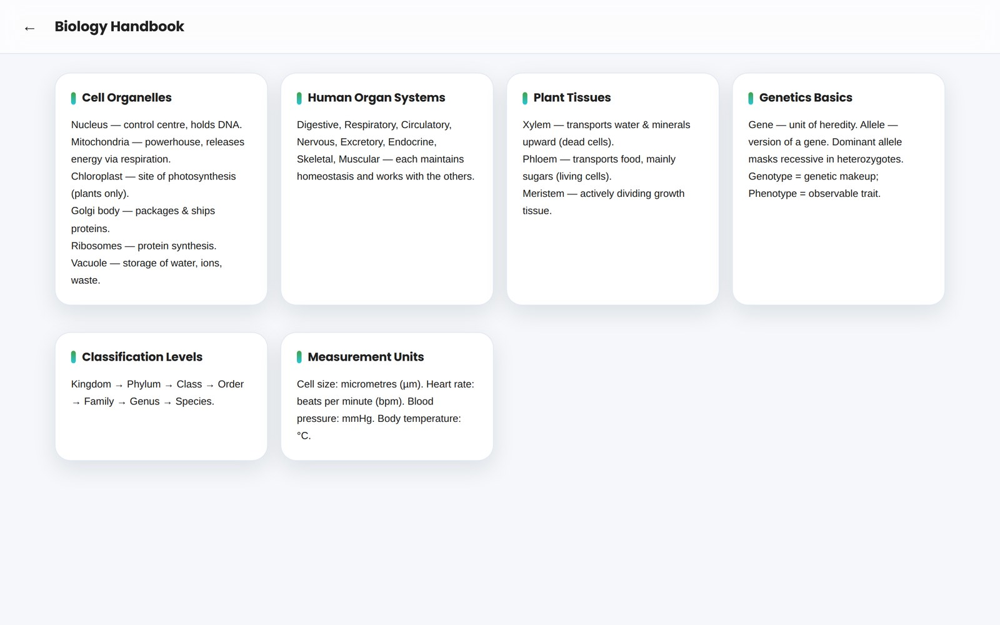 ←
Biology Handbook
Cell Organelles
Nucleus — control centre, holds DNA.
Mitochondria — powerhouse, releases
energy via respiration.
Chloroplast — site of photosynthesis
(plants only).
Golgi body — packages & ships
proteins.
Ribosomes — protein synthesis.
Vacuole — storage of water, ions,
waste.
Human Organ Systems
Digestive, Respiratory, Circulatory,
Nervous, Excretory, Endocrine,
Skeletal, Muscular — each maintains
homeostasis and works with the others.
Plant Tissues
Xylem — transports water & minerals
upward (dead cells).
Phloem — transports food, mainly
sugars (living cells).
Meristem — actively dividing growth
tissue.
Genetics Basics
Gene — unit of heredity. Allele —
version of a gene. Dominant allele
masks recessive in heterozygotes.
Genotype = genetic makeup;
Phenotype = observable trait.
Classification Levels
Kingdom → Phylum → Class → Order
→ Family → Genus → Species.
Measurement Units
Cell size: micrometres (µm). Heart rate:
beats per minute (bpm). Blood
pressure: mmHg. Body temperature:
°C.